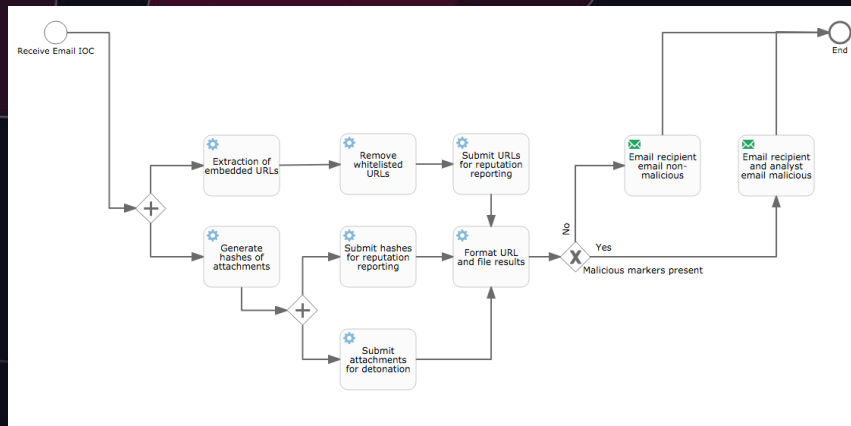 Receive Email IOC
End
Extraction of
embedded URLs
Remove
whitelisted
URLs
Submit URLs
for reputation
reporting
Email recipient
email non-
malicious
Email recipient
and analyst
email malicious
Generate
hashes of
attachments
Submit hashes
for reputation
reporting
Format URL
and file results
No
Yes
Malicious markers present
Submit
attachments
for detonation